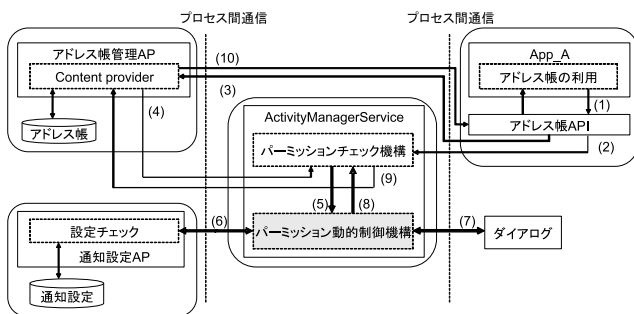 プロセス間通信
プロセス間通信
アドレス帳管理AP
Content provider
アドレス帳
(10)
(3)
(4)
App_A
アドレス帳の利用
(1)
アドレス帳API
(2)
ActivityManagerService
パーミッションチェック機構
(9)
(5)
(8)
パーミッション動的制御機構
(6)
(7)
ダイアログ
設定チェック
通知設定AP
通知設定